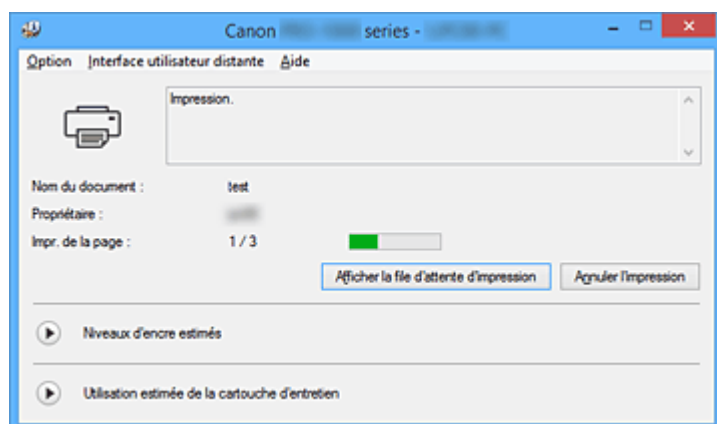 Canon series -
Option Interface utilisateur distante Aide
Impression.
Nom du document : test
Propriétaire :
Impr. de la page : 1 / 3
Afficher la file d'attente d'impression Annuler l'impression
Niveaux d'encre estimés
Utilisation estimée de la cartouche d'entretien